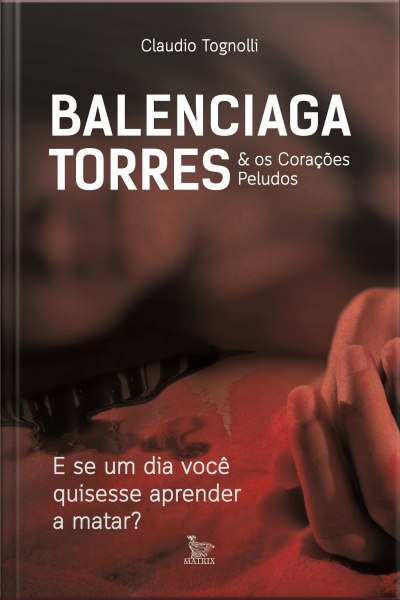 Claudio Tognolli
BALENCIAGA
TORRES & os Corações
Peludos
E se um dia você
quisesse aprender
a matar?
MATRIX